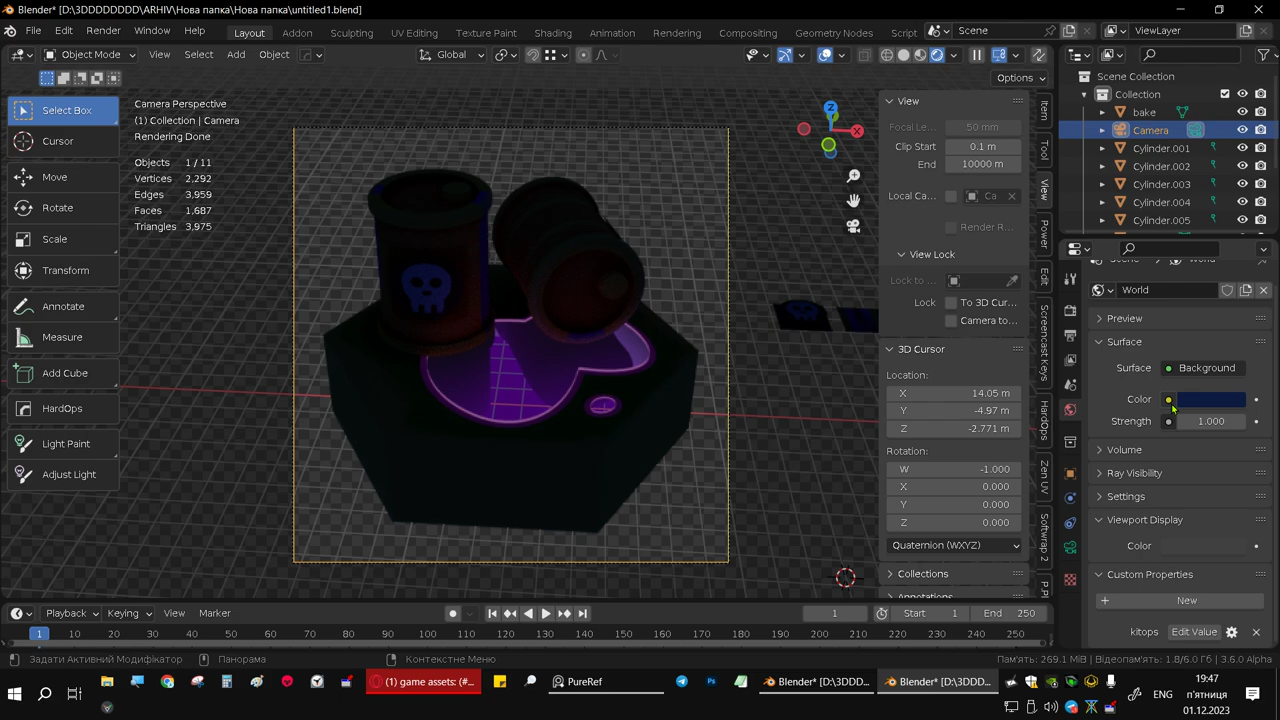 Blender* [D:\3DDDDDDDD\ARHIV\Нова папка\Нова папка\untitled1.blend]
File Edit Render Window Help Layout Addon Sculpting UV Editing Texture Paint Shading Animation Rendering Compositing Geometry Nodes Script Scene ViewLayer
Object Mode View Select Add Object Global
Options
Select Box
Cursor
Move
Rotate
Scale
Transform
Annotate
Measure
Add Cube
HardOps
Light Paint
Adjust Light
Camera Perspective
(1) Collection | Camera
Rendering Done
Objects 1 / 11
Vertices 2,292
Edges 3,959
Faces 1,687
Triangles 3,975
Z
X
View
Focal Le... 50 mm
Clip Start 0.1 m
End 10000 m
Local Ca... Ca
Render R...
View Lock
Lock to ...
Lock To 3D Cur...
Camera to...
3D Cursor
Location:
X 14.05 m
Y -4.97 m
Z -2.771 m
Rotation:
W -1.000
X 0.000
Y 0.000
Z 0.000
Quaternion (WXYZ)
Collections
Annotations
Item
Tool
View
Power
Edit
Screencast Keys
HardOps
Zen UV
Softwrap 2
Scene Collection
Collection
bake
Camera
Cylinder.001
Cylinder.002
Cylinder.003
Cylinder.004
Cylinder.005
World
World
Preview
Surface
Surface Background
Color
Strength 1.000
Volume
Ray Visibility
Settings
Viewport Display
Color
Custom Properties
New
kitops Edit Value
Playback Keying View Marker 1 Start 1 End 250
1 10 20 30 40 50 60 70 80 90 100 110 120 130 140 150 160 170 180 190 200 210 220 230 240 250
Задати Активний Модифікатор Панорама Контекстне Меню Пам'ять: 269.1 MiB | Відеопам'ять: 1.8/6.0 Гб | 3.6.0 Alpha
(1) game assets: (#... PureRef Ps Blender* [D:\3DDD... Blender* [D:\3DDD...
ENG
19:47
п'ятниця
01.12.2023